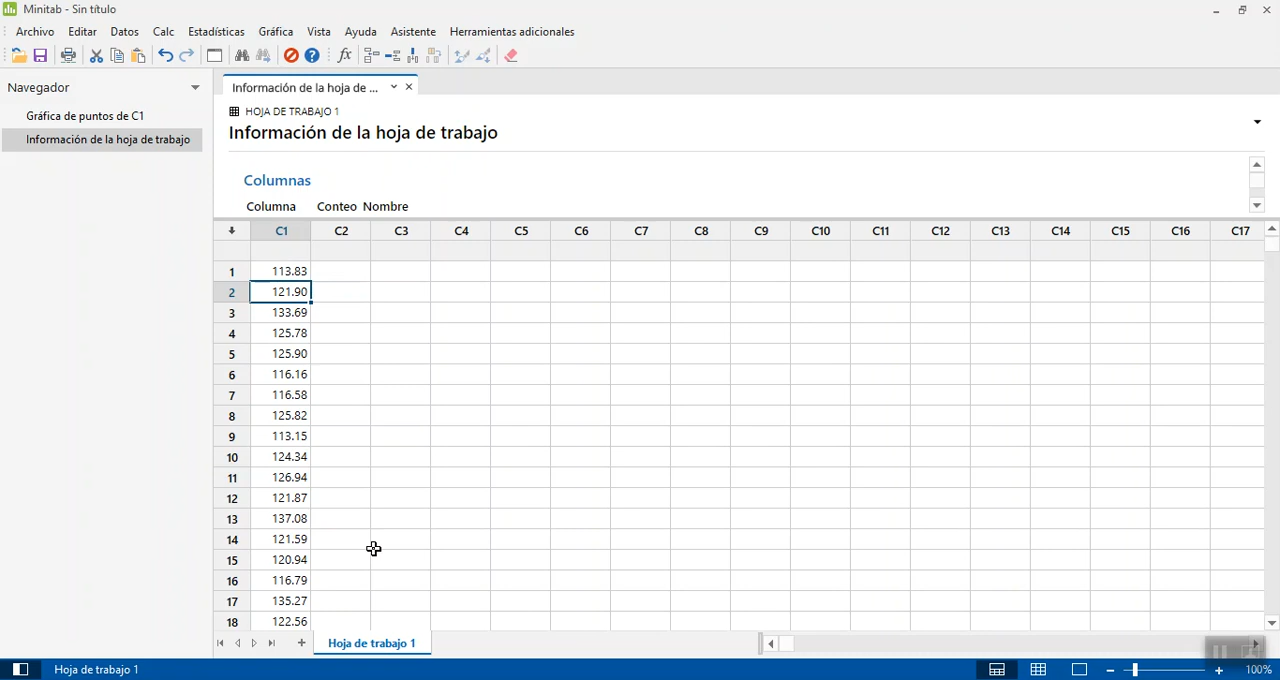 Minitab - Sin título
Archivo Editar Datos Calc Estadísticas Gráfica Vista Ayuda Asistente Herramientas adicionales
fx
Navegador
Gráfica de puntos de C1
Información de la hoja de trabajo
Información de la hoja de ...
HOJA DE TRABAJO 1
Información de la hoja de trabajo
Columnas
Columna Conteo Nombre
C1 C2 C3 C4 C5 C6 C7 C8 C9 C10 C11 C12 C13 C14 C15 C16 C17
1 113.83
2 121.90
3 133.69
4 125.78
5 125.90
6 116.16
7 116.58
8 125.82
9 113.15
10 124.34
11 126.94
12 121.87
13 137.08
14 121.59
15 120.94
16 116.79
17 135.27
18 122.56
Hoja de trabajo 1
Hoja de trabajo 1
100%